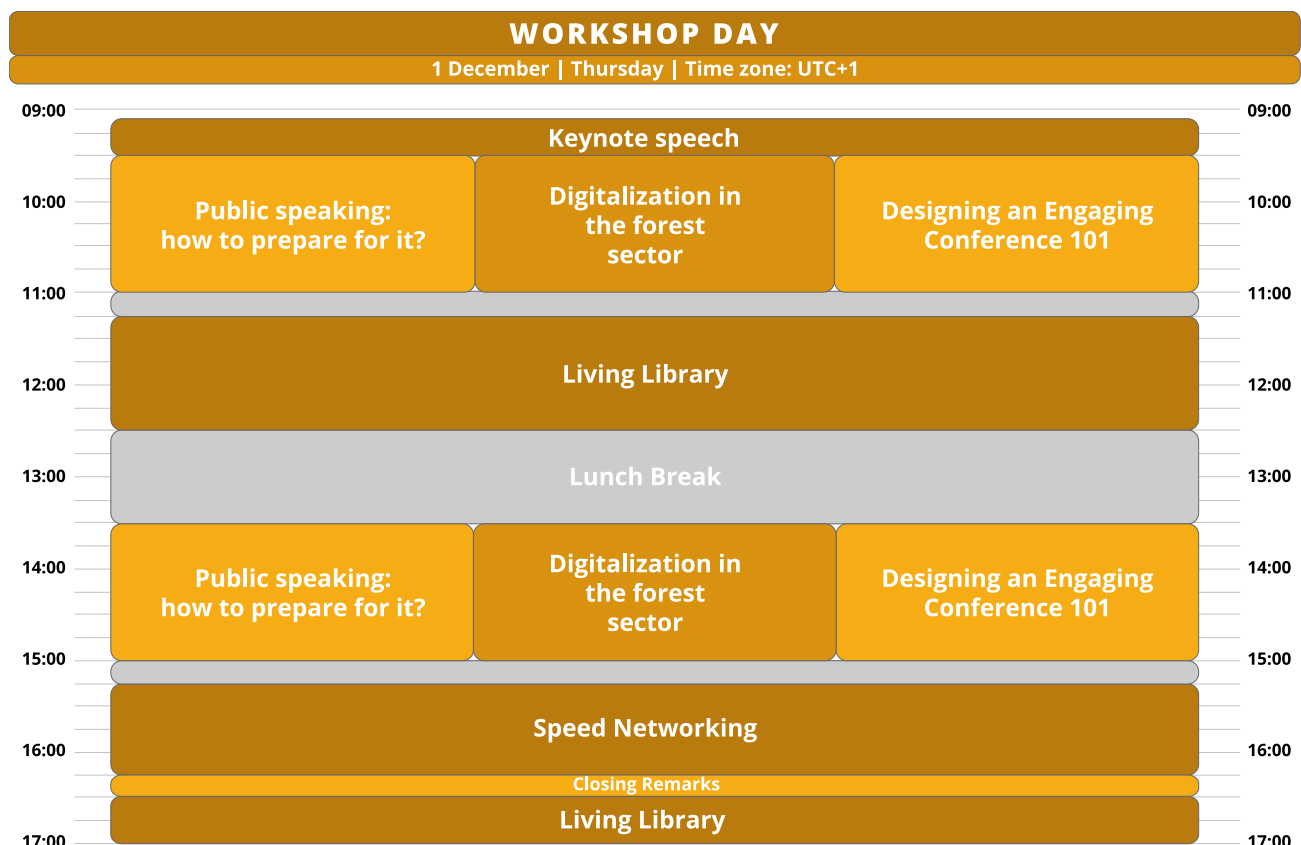 WORKSHOP DAY
1 December | Thursday | Time zone: UTC+1
09:00 09:00
Keynote speech
10:00 10:00
Public speaking:
how to prepare for it?
Digitalization in
the forest
sector
Designing an Engaging
Conference 101
11:00 11:00
Living Library
12:00 12:00
Lunch Break
13:00 13:00
14:00 14:00
Public speaking:
how to prepare for it?
Digitalization in
the forest
sector
Designing an Engaging
Conference 101
15:00 15:00
Speed Networking
16:00 16:00
Closing Remarks
Living Library
17:00 17:00